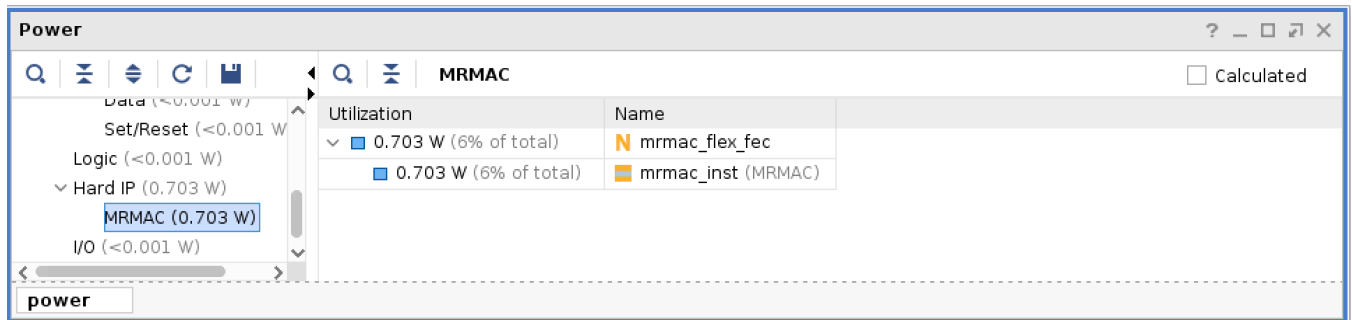 Power
MRMAC
Calculated
Data (<0.001 W)
Set/Reset (<0.001 W
Logic (<0.001 W)
Hard IP (0.703 W)
MRMAC (0.703 W)
I/O (<0.001 W)
Utilization Name
0.703 W (6% of total) N mrmac_flex_fec
0.703 W (6% of total) mrmac_inst (MRMAC)
power